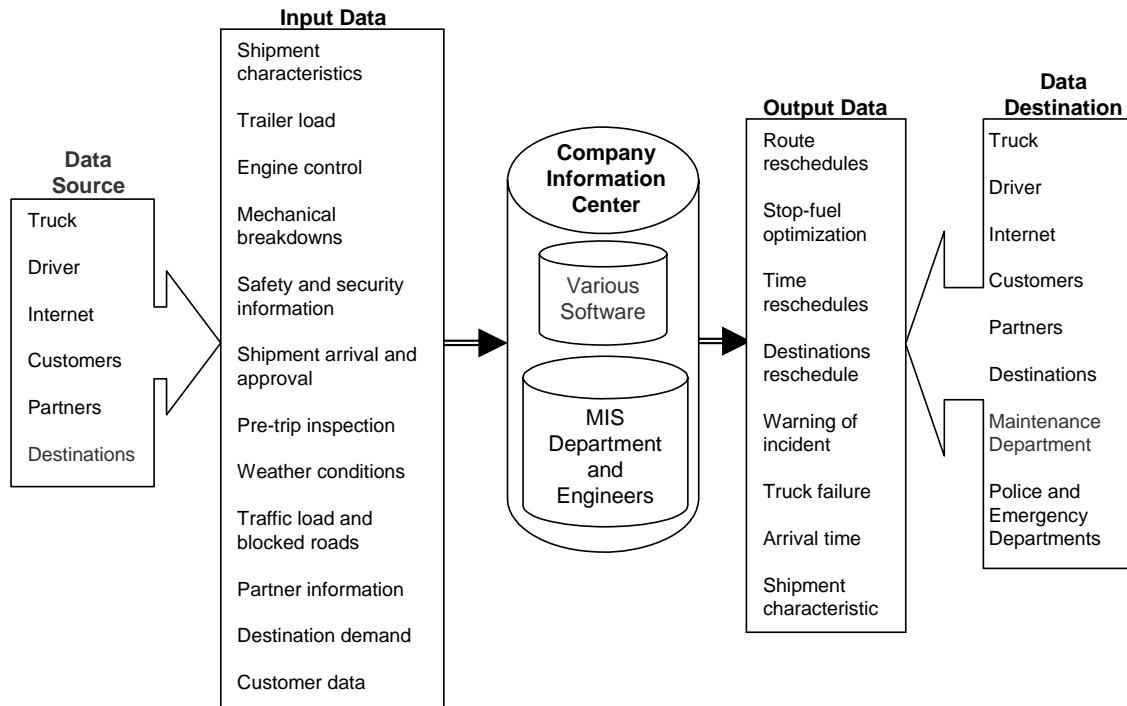 Data
Source
Truck
Driver
Internet
Customers
Partners
Destinations
Input Data
Shipment
characteristics
Trailer load
Engine control
Mechanical
breakdowns
Safety and security
information
Shipment arrival and
approval
Pre-trip inspection
Weather conditions
Traffic load and
blocked roads
Partner information
Destination demand
Customer data
Company
Information
Center
Various
Software
MIS
Department
and
Engineers
Output Data
Route
reschedules
Stop-fuel
optimization
Time
reschedules
Destinations
reschedule
Warning of
incident
Truck failure
Arrival time
Shipment
characteristic
Data
Destination
Truck
Driver
Internet
Customers
Partners
Destinations
Maintenance
Department
Police and
Emergency
Departments